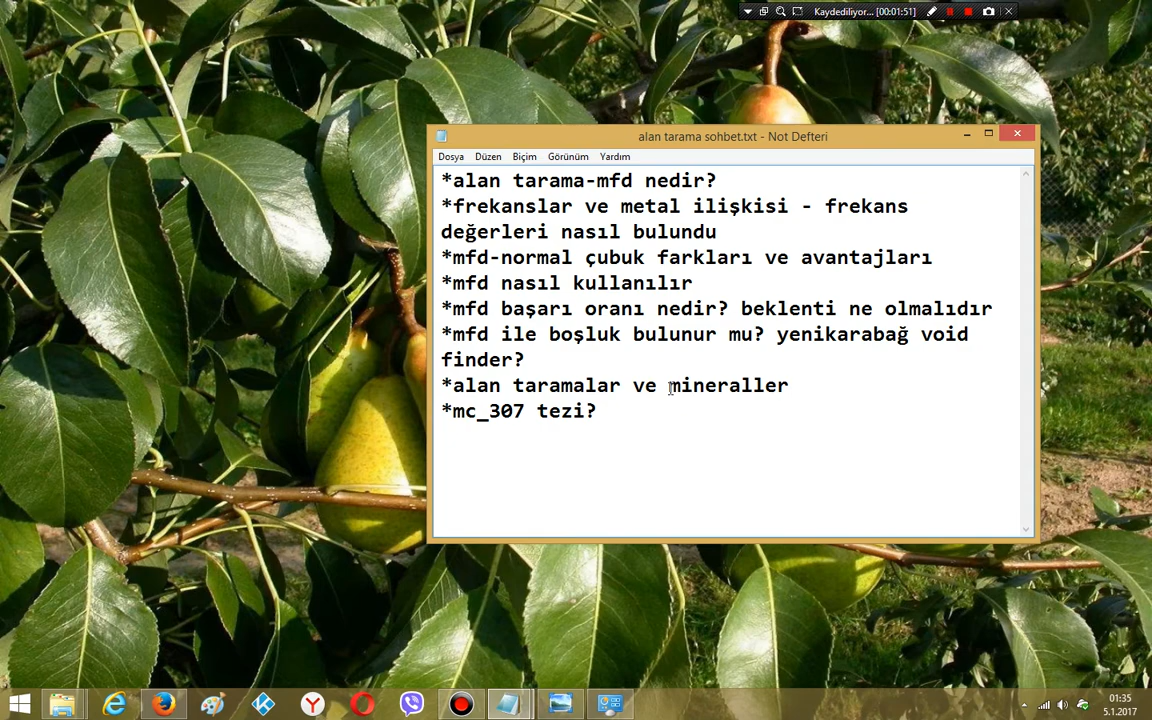 Kaydediliyor... [00:01:51]
alan tarama sohbet.txt - Not Defteri
Dosya Düzen Biçim Görünüm Yardım
*alan tarama-mfd nedir?
*frekanslar ve metal ilişkisi - frekans
değerleri nasıl bulundu
*mfd-normal çubuk farkları ve avantajları
*mfd nasıl kullanılır
*mfd başarı oranı nedir? beklenti ne olmalıdır
*mfd ile boşluk bulunur mu? yenikarabağ void
finder?
*alan taramalar ve mineraller
*mc_307 tezi?
01:35
5.1.2017